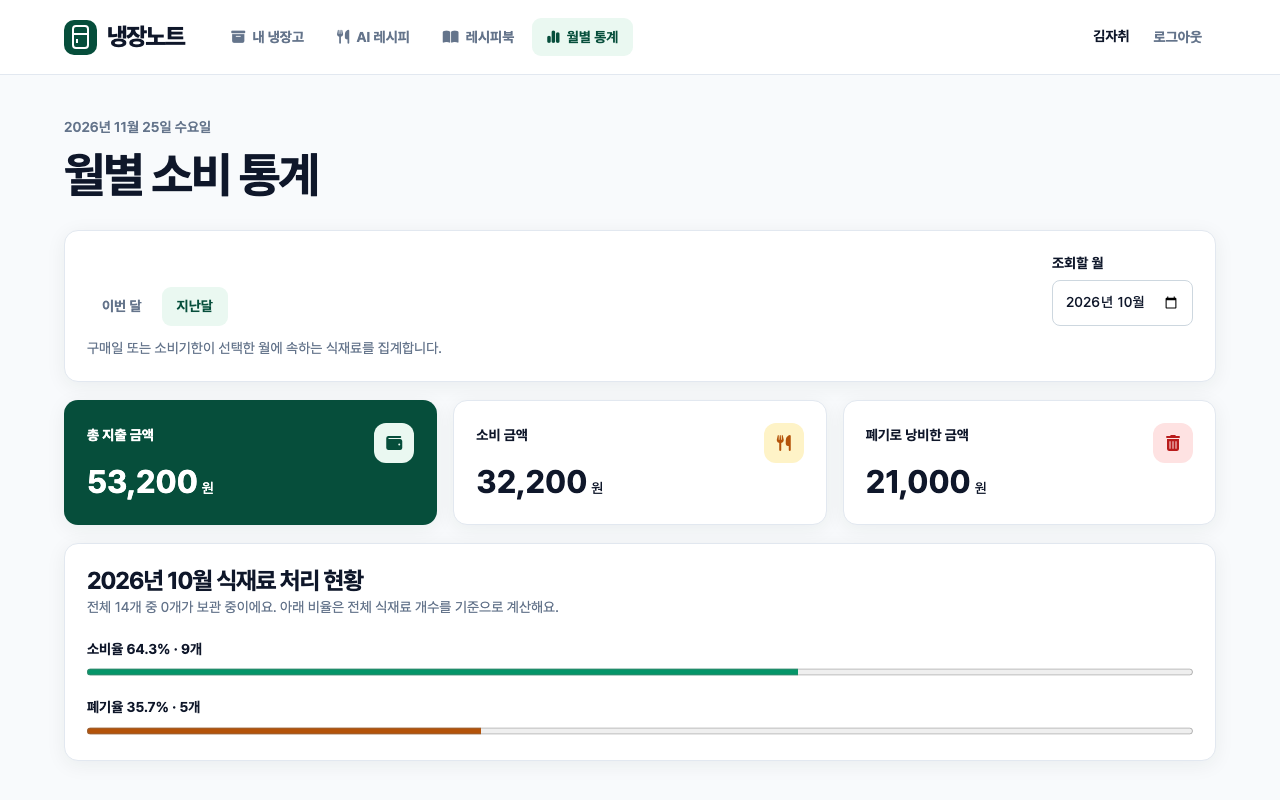 냉장노트
내 냉장고
AI 레시피
레시피북
월별 통계
김자취
로그아웃
2026년 11월 25일 수요일
월별 소비 통계
조회할 월
이번 달
지난달
2026년 10월
구매일 또는 소비기한이 선택한 월에 속하는 식재료를 집계합니다.
총 지출 금액
53,200 원
소비 금액
32,200 원
폐기로 낭비한 금액
21,000 원
2026년 10월 식재료 처리 현황
전체 14개 중 0개가 보관 중이에요. 아래 비율은 전체 식재료 개수를 기준으로 계산해요.
소비율 64.3% · 9개
폐기율 35.7% · 5개